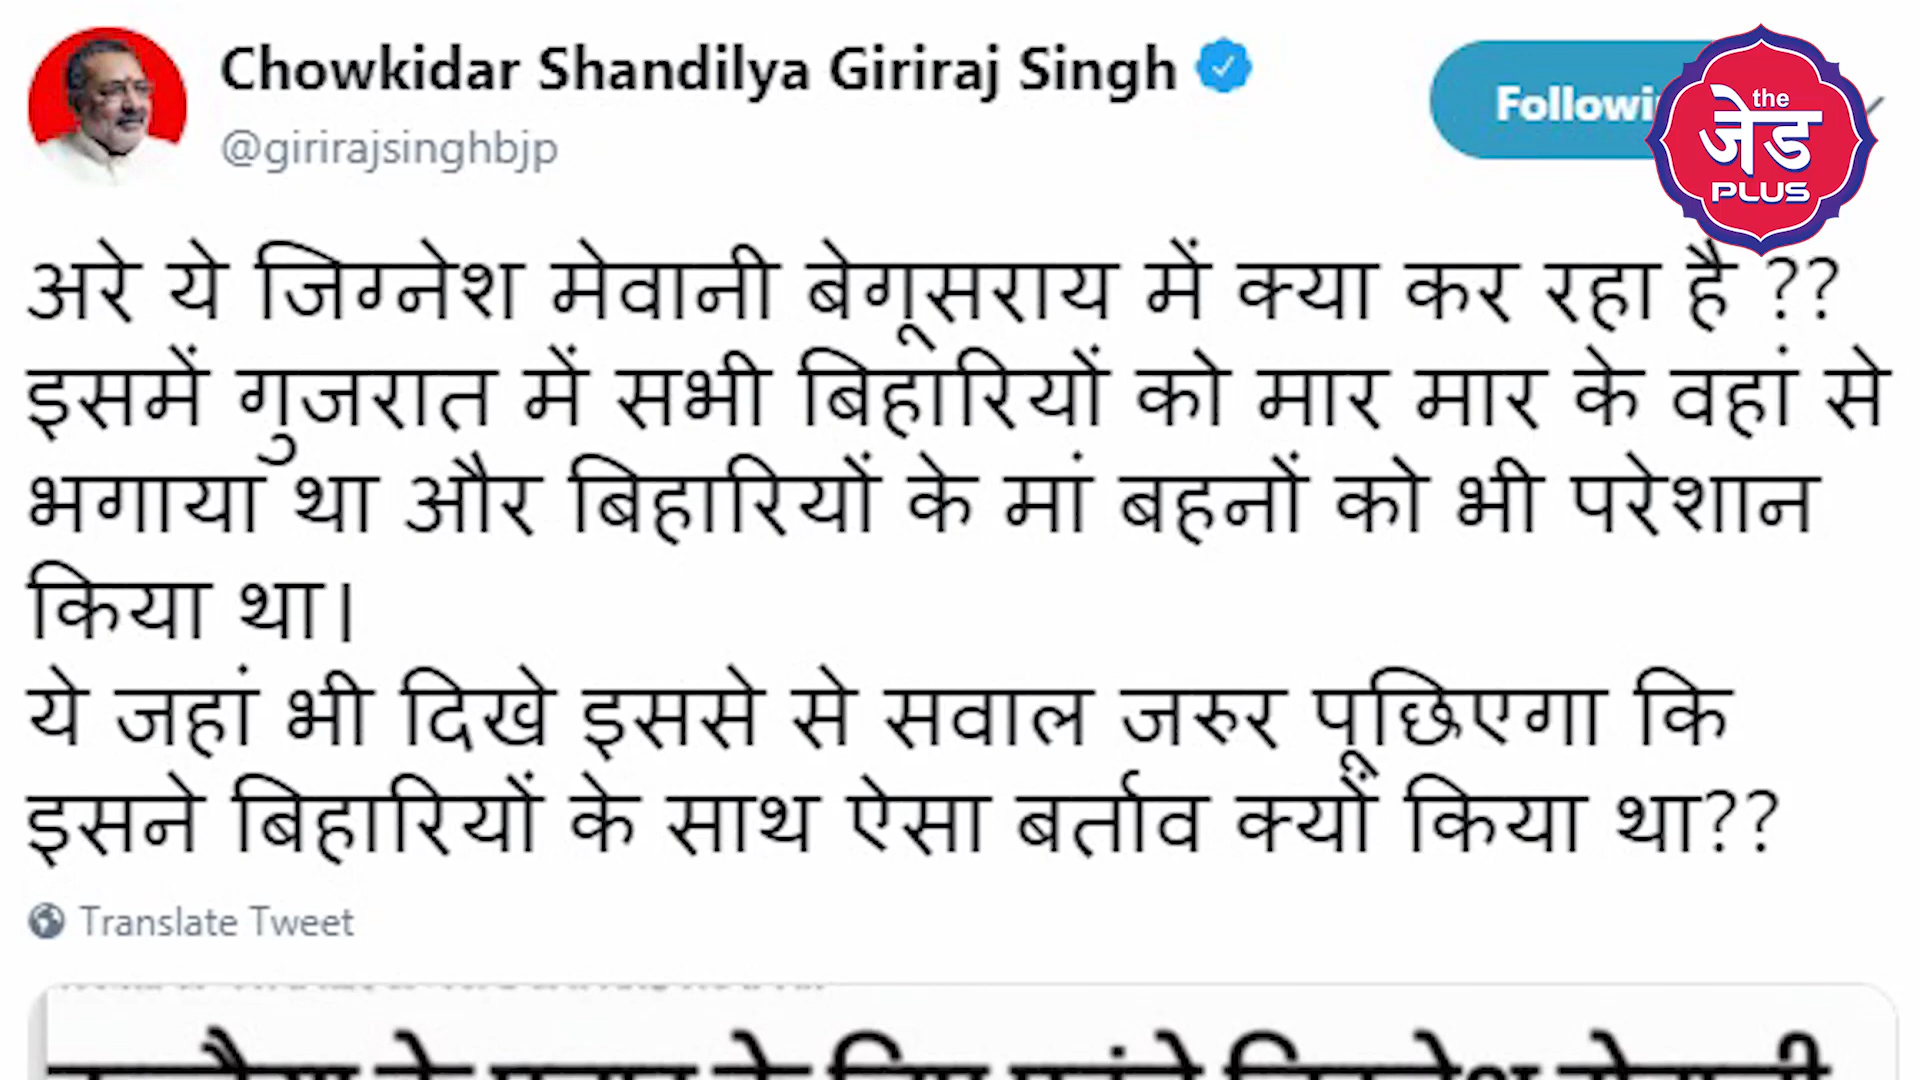 Chowkidar Shandilya Giriraj Singh
@girirajsinghbjp
the
जेड
PLUS
अरे ये जिग्नेश मेवानी बेगूसराय में क्या कर रहा है ??
इसमें गुजरात में सभी बिहारियों को मार मार के वहां से
भगाया था और बिहारियों के मां बहनों को भी परेशान
किया था।
ये जहां भी दिखे इससे से सवाल जरुर पूछिएगा कि
इसने बिहारियों के साथ ऐसा बर्ताव क्यों किया था??
Translate Tweet